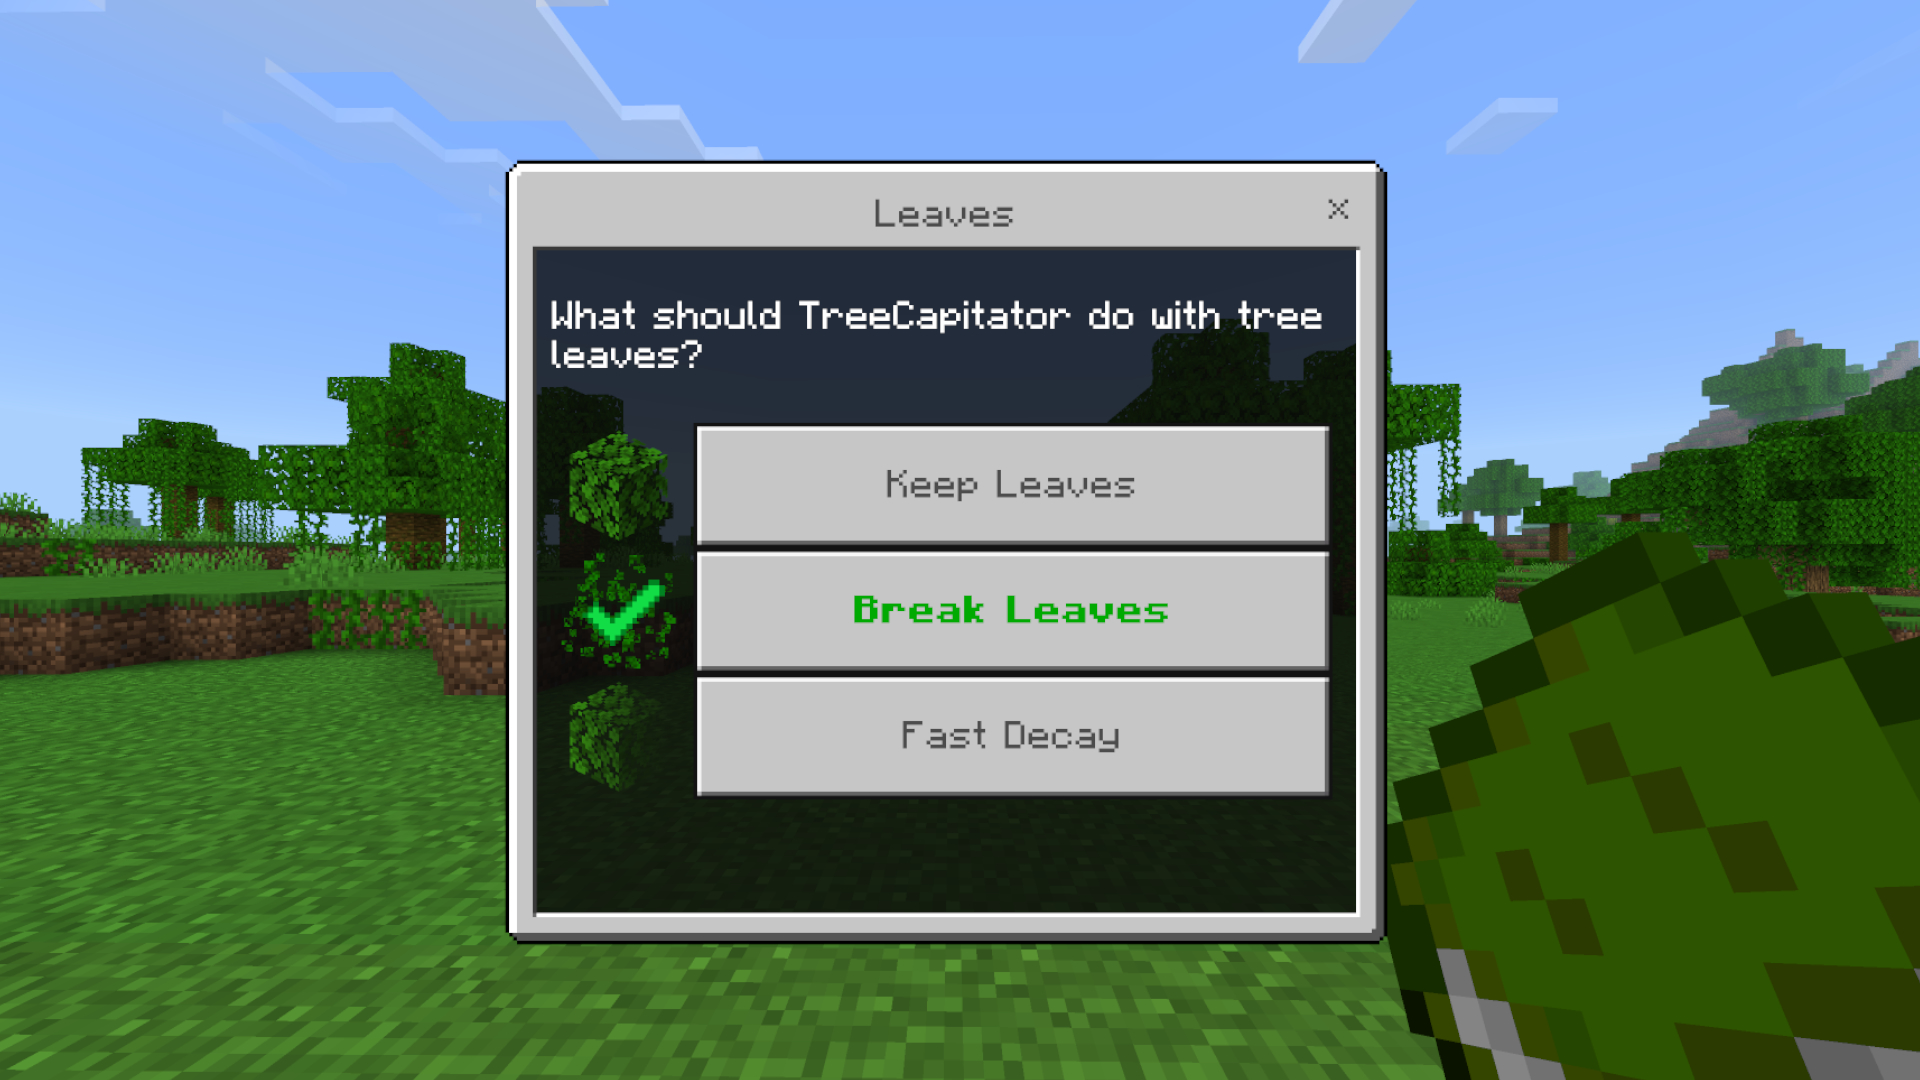 Leaves
What should TreeCapitator do with tree
leaves?
Keep Leaves
Break Leaves
Fast Decay